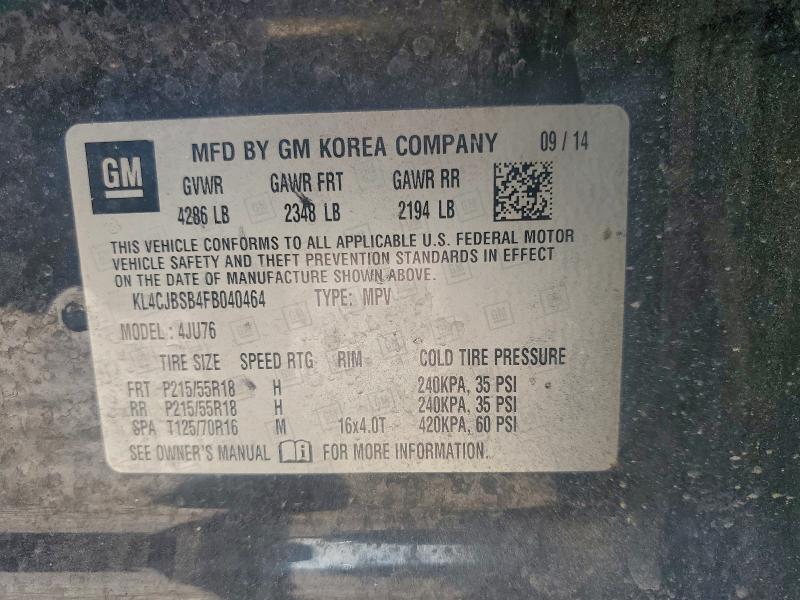 GM
MFD BY GM KOREA COMPANY 09 / 14
GVWR GAWR FRT GAWR RR
4286 LB 2348 LB 2194 LB
THIS VEHICLE CONFORMS TO ALL APPLICABLE U.S. FEDERAL MOTOR
VEHICLE SAFETY AND THEFT PREVENTION STANDARDS IN EFFECT
ON THE DATE OF MANUFACTURE SHOWN ABOVE.
KL4CJBSB4FB040464 TYPE: MPV
MODEL: 4JU76
TIRE SIZE SPEED RTG RIM COLD TIRE PRESSURE
FRT P215/55R18 H 240KPA, 35 PSI
RR P215/55R18 H 240KPA, 35 PSI
SPA T125/70R16 M 16x4.0T 420KPA, 60 PSI
SEE OWNER'S MANUAL FOR MORE INFORMATION.